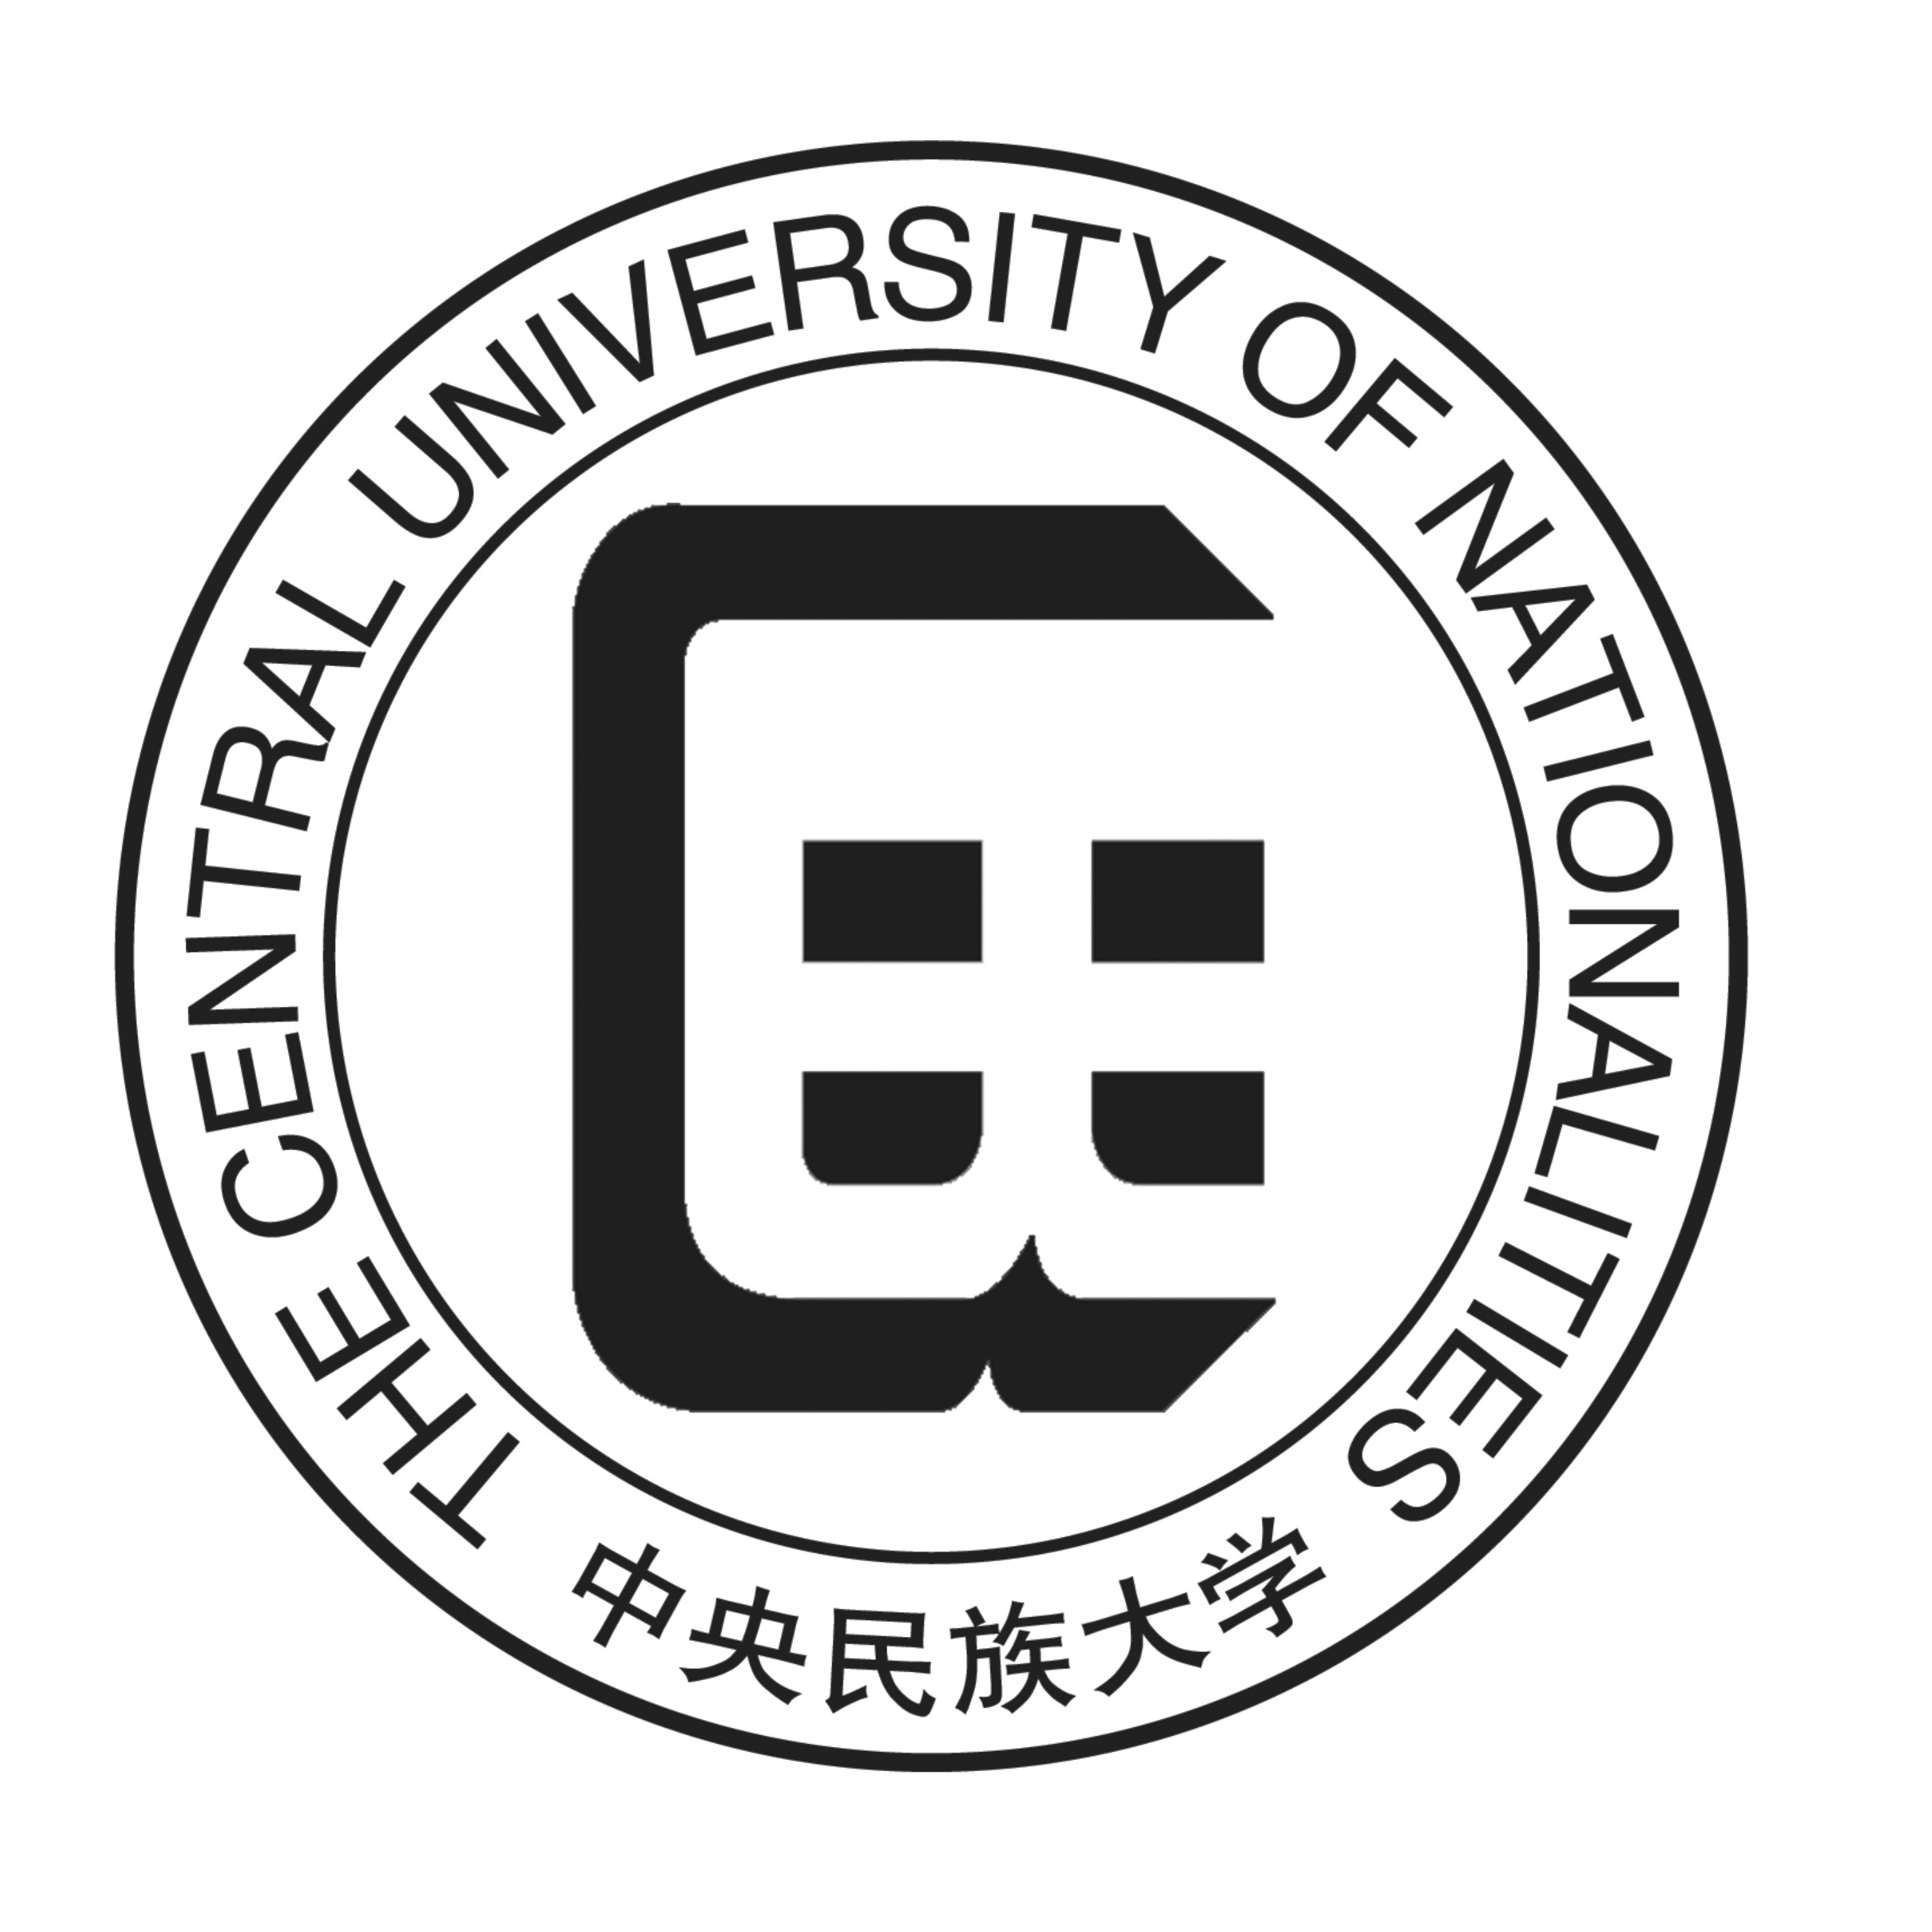 THE CENTRAL UNIVERSITY OF NATIONALITIES
中央民族大学